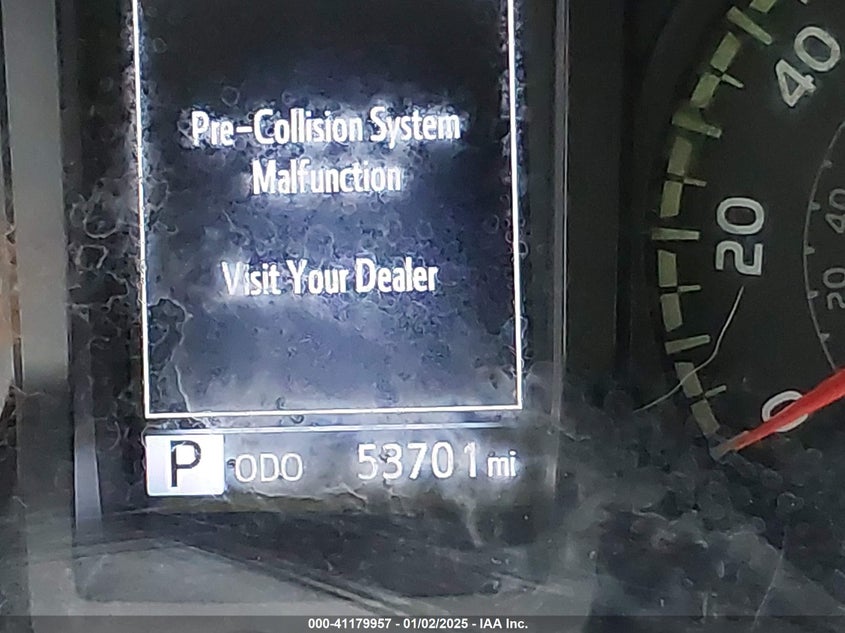 Pre-Collision System
Malfunction
Visit Your Dealer
P ODO 53701 mi
40
20
0
40
20
000-41179957 - 01/02/2025 - IAA Inc.